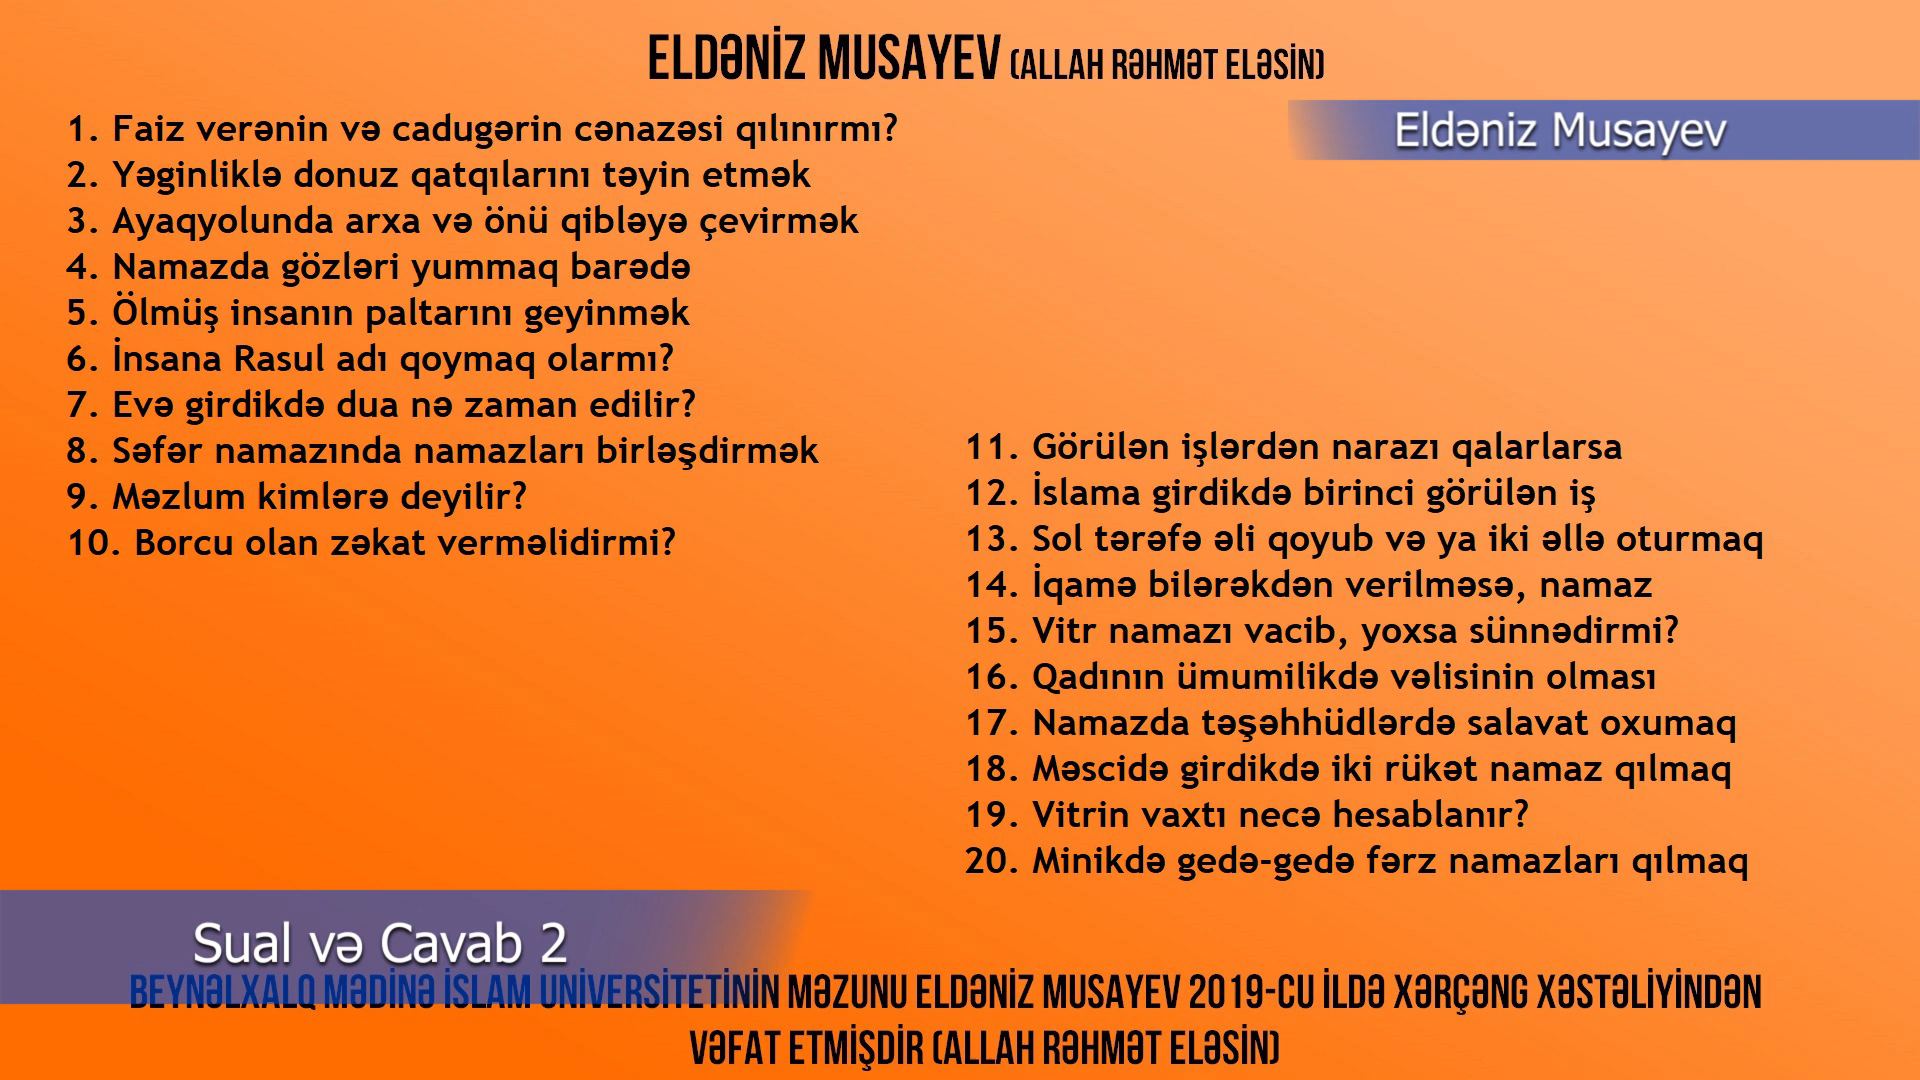 ELDƏNİZ MUSAYEV (ALLAH RƏHMƏT ELƏSİN)
Eldəniz Musayev
1. Faiz verənin və cadugərin cənazəsi qılınırmı?
2. Yəginliklə donuz qatqılarını təyin etmək
3. Ayaqyolunda arxa və önü qibləyə çevirmək
4. Namazda gözləri yummaq barədə
5. Ölmüş insanın paltarını geyinmək
6. İnsana Rasul adı qoymaq olarmı?
7. Evə girdikdə dua nə zaman edilir?
8. Səfər namazında namazları birləşdirmək
9. Məzlum kimlərə deyilir?
10. Borcu olan zəkat verməlidirmi?
11. Görülən işlərdən narazı qalarlarsa
12. İslama girdikdə birinci görülən iş
13. Sol tərəfə əli qoyub və ya iki əllə oturmaq
14. İqamə bilərəkdən verilməsə, namaz
15. Vitr namazı vacib, yoxsa sünnədirmi?
16. Qadının ümumilikdə vəlisinin olması
17. Namazda təşəhhüdlərdə salavat oxumaq
18. Məscidə girdikdə iki rükət namaz qılmaq
19. Vitrin vaxtı necə hesablanır?
20. Minikdə gedə-gedə fərz namazları qılmaq
Sual və Cavab 2
BEYNƏLXALQ MƏDİNƏ İSLAM UNİVERSİTETİNİN MƏZUNU ELDƏNİZ MUSAYEV 2019-CU İLDƏ XƏRÇƏNG XƏSTƏLİYİNDƏN
VƏFAT ETMİŞDİR (ALLAH RƏHMƏT ELƏSİN)